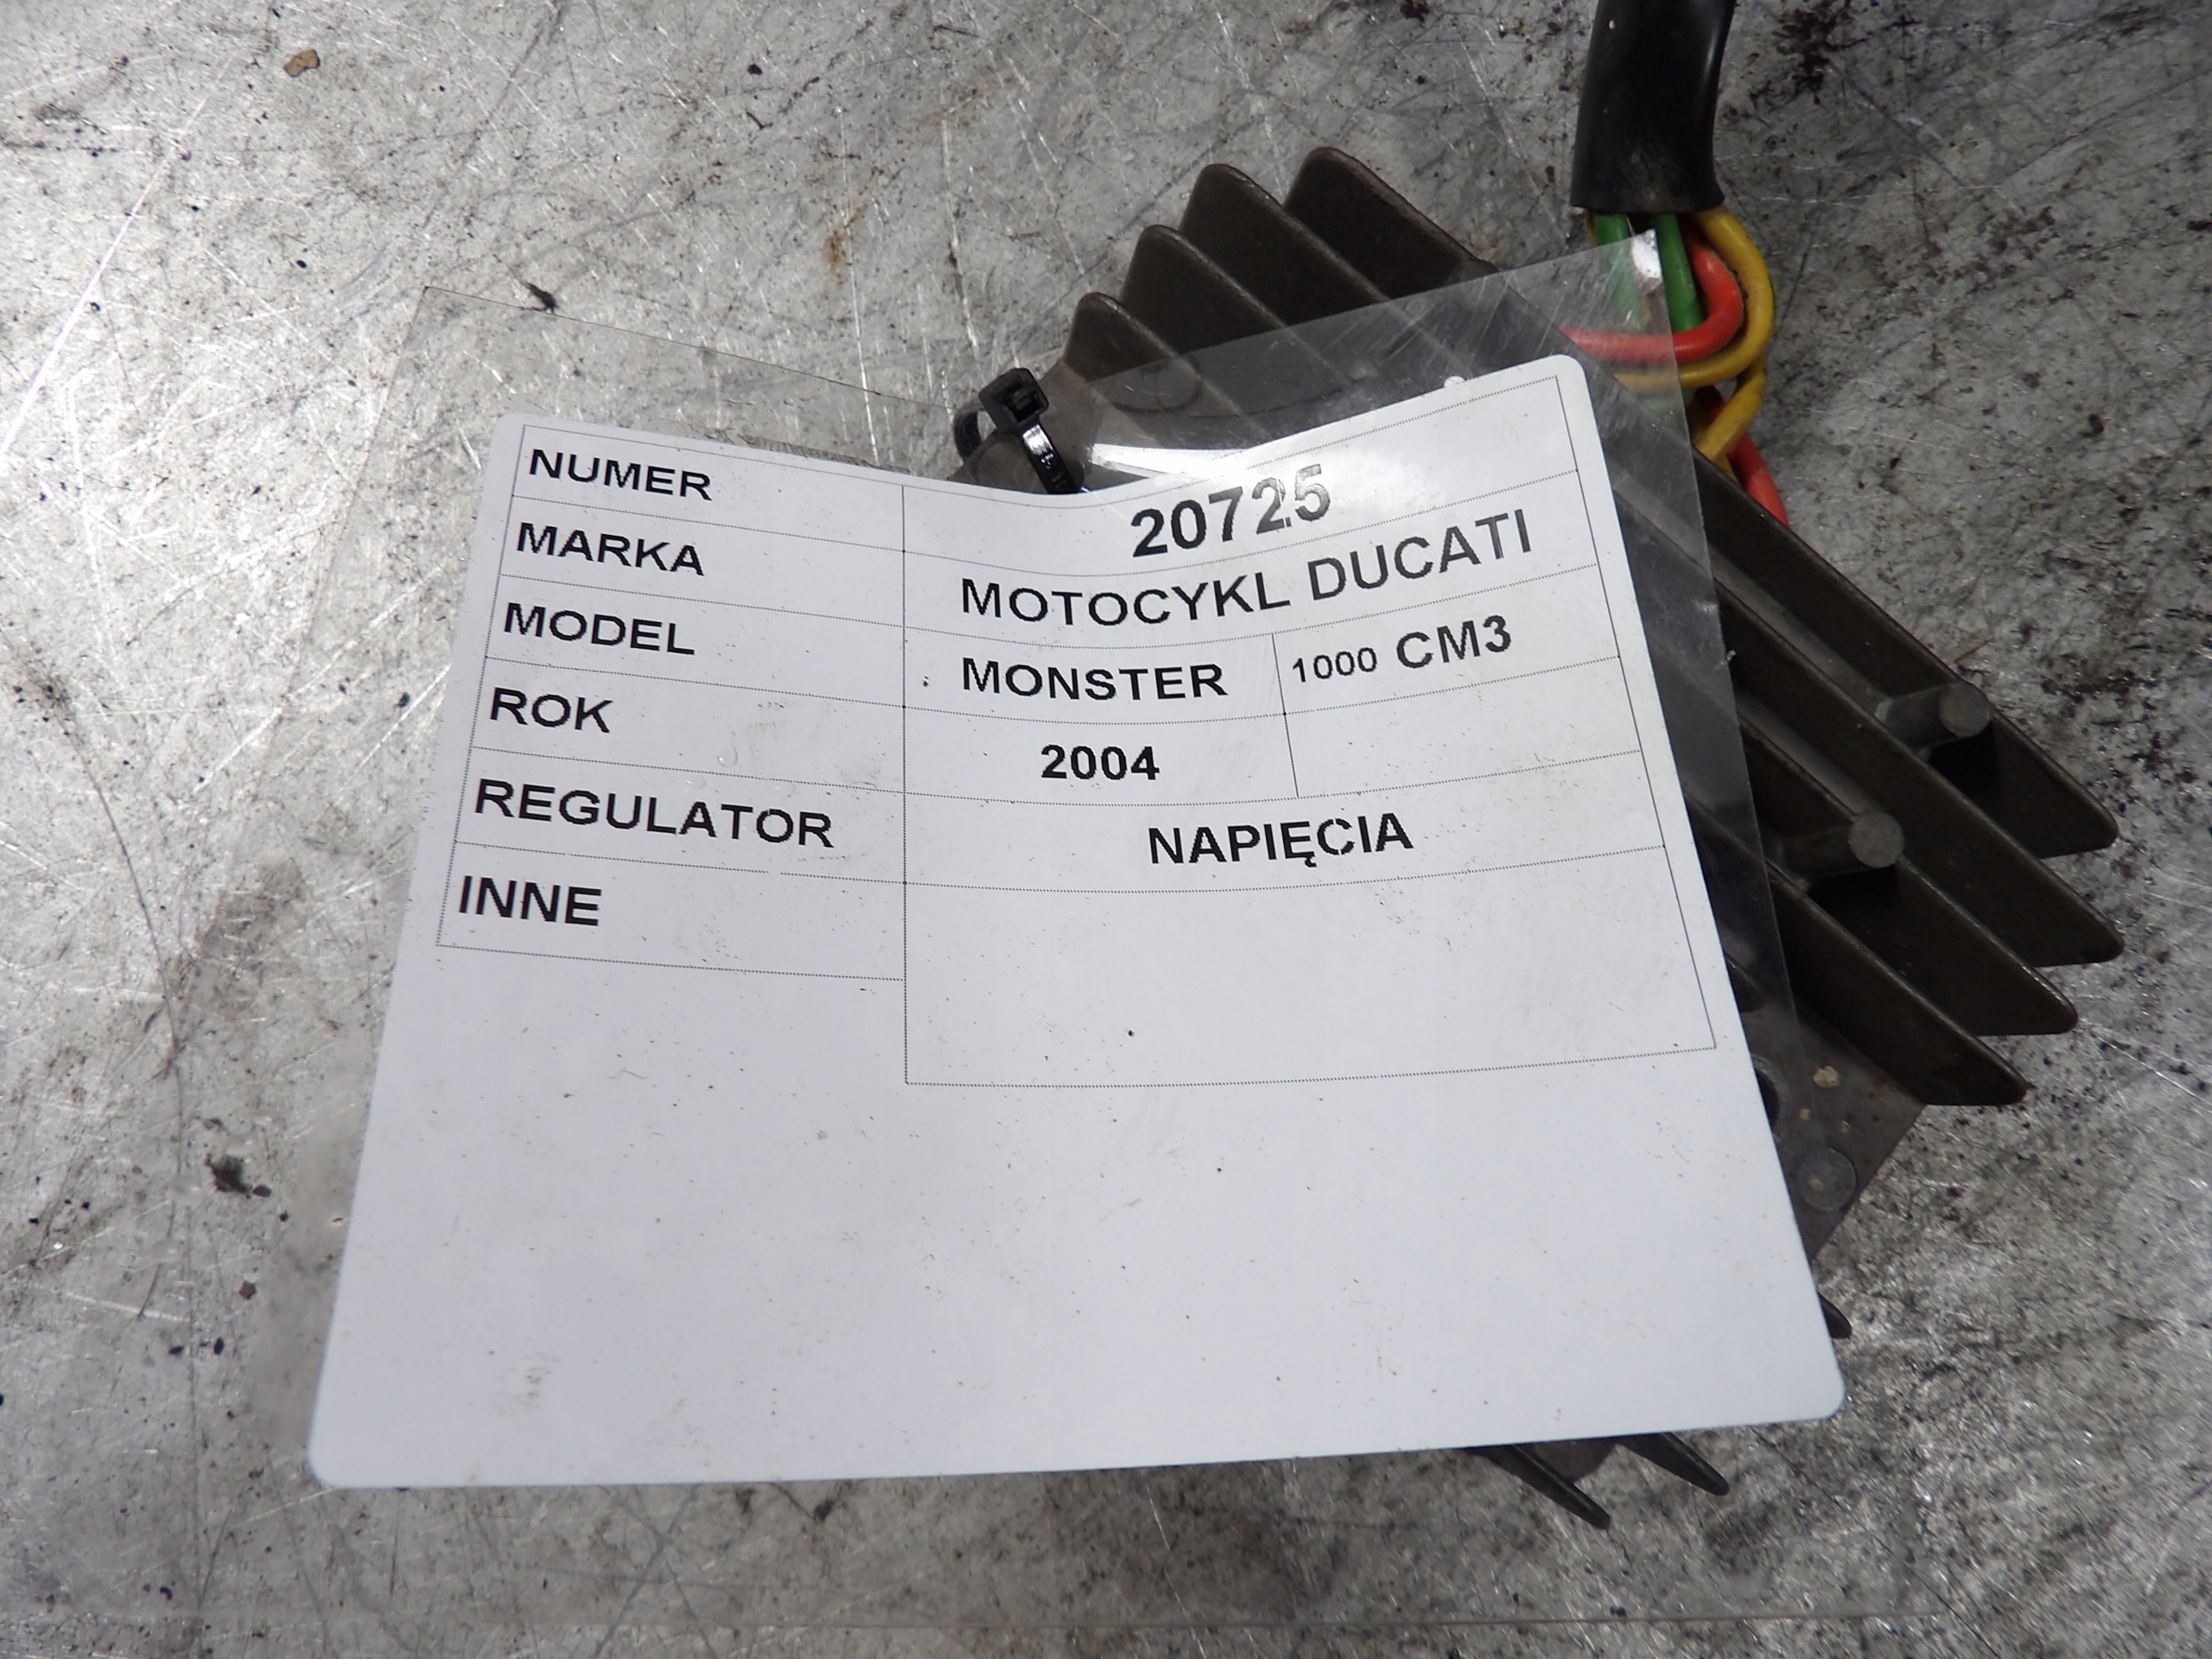 NUMER 20725
MARKA MOTOCYKL DUCATI
MODEL MONSTER 1000 CM3
ROK 2004
REGULATOR NAPIĘCIA
INNE